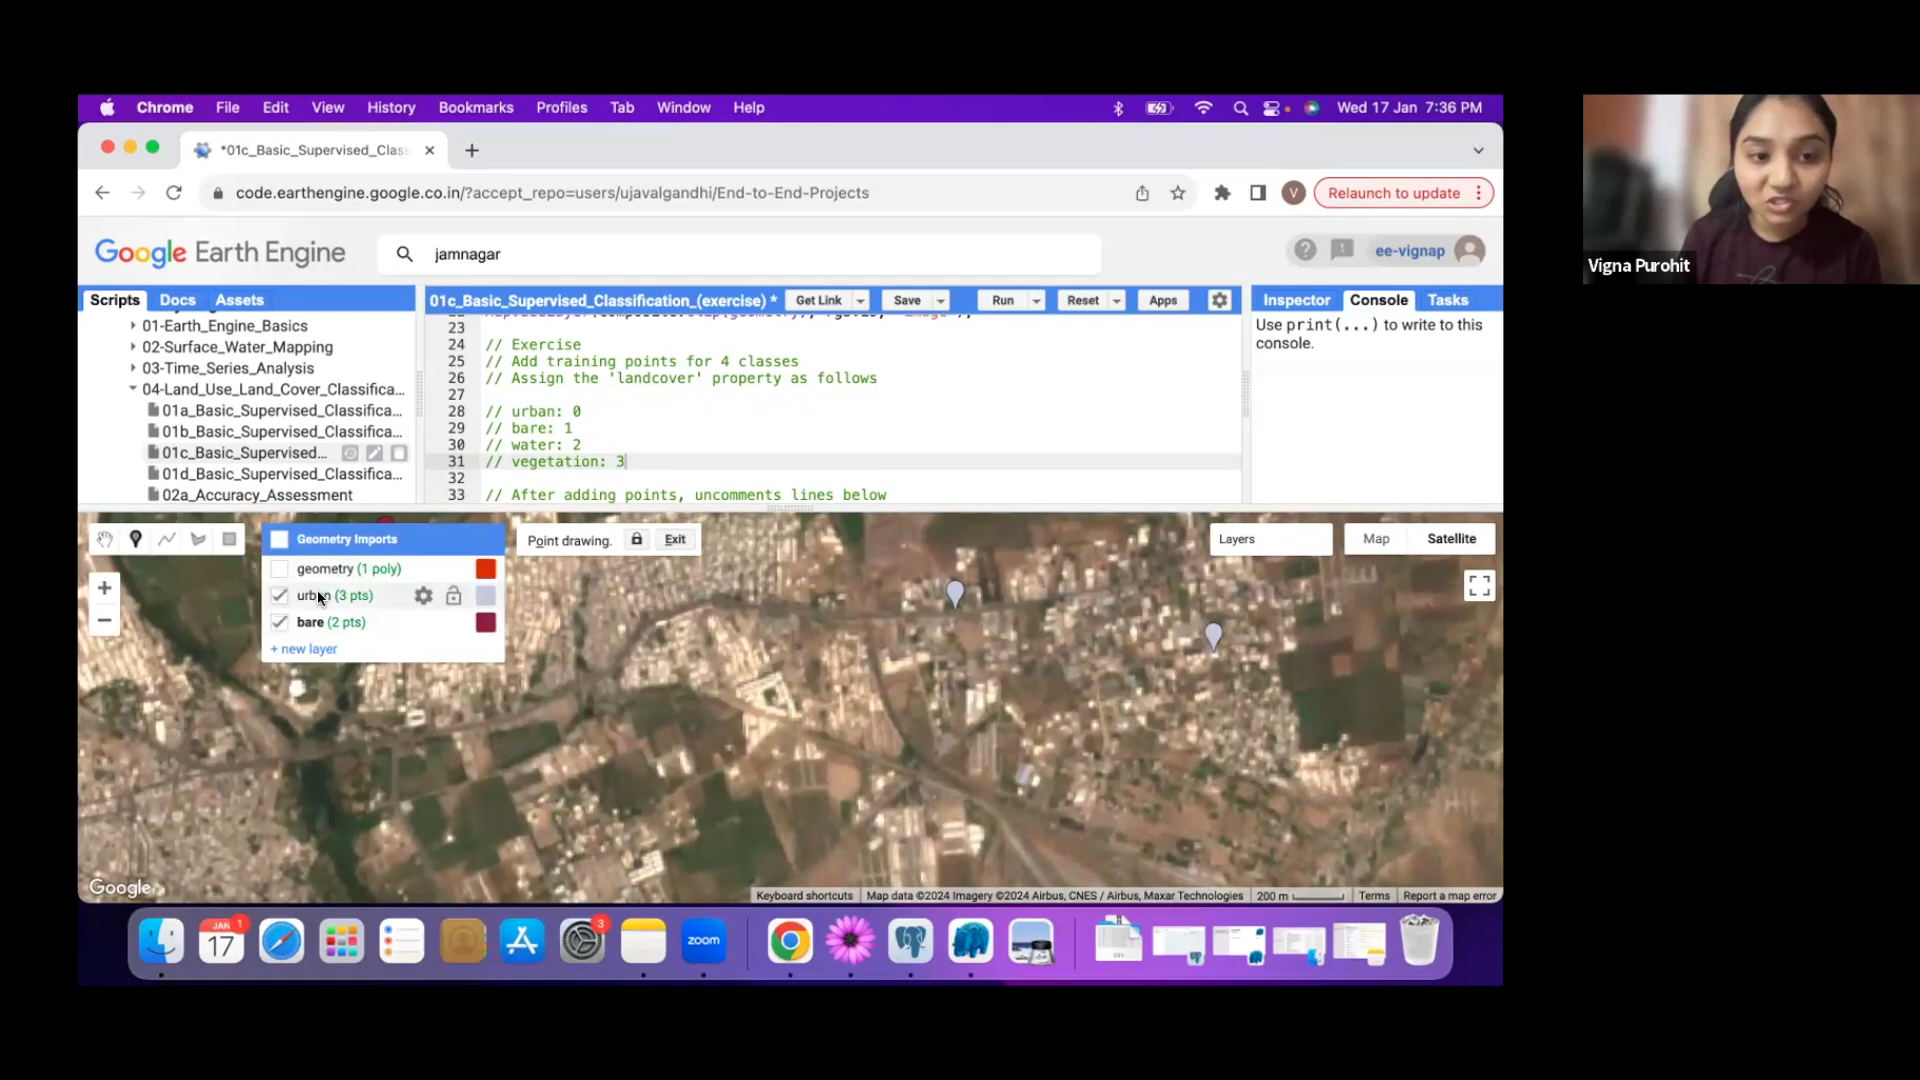 Chrome File Edit View History Bookmarks Profiles Tab Window Help
Wed 17 Jan 7:36 PM
*01c_Basic_Supervised_Clas
code.earthengine.google.co.in/?accept_repo=users/ujavalgandhi/End-to-End-Projects
V
Relaunch to update
Google Earth Engine
jamnagar
ee-vignap
Vigna Purohit
Scripts Docs Assets
01-Earth_Engine_Basics
02-Surface_Water_Mapping
03-Time_Series_Analysis
04-Land_Use_Land_Cover_Classifica...
01a_Basic_Supervised_Classifica...
01b_Basic_Supervised_Classifica...
01c_Basic_Supervised...
01d_Basic_Supervised_Classifica...
02a_Accuracy_Assessment
01c_Basic_Supervised_Classification_(exercise) *
Get Link Save Run Reset Apps
23
24 // Exercise
25 // Add training points for 4 classes
26 // Assign the 'landcover' property as follows
27
28 // urban: 0
29 // bare: 1
30 // water: 2
31 // vegetation: 3
32
33 // After adding points, uncomments lines below
Inspector Console Tasks
Use print(...) to write to this
console.
Geometry Imports
geometry (1 poly)
urban (3 pts)
bare (2 pts)
+ new layer
Point drawing. Exit
Layers
Map Satellite
+
−
Google
Keyboard shortcuts Map data ©2024 Imagery ©2024 Airbus, CNES / Airbus, Maxar Technologies 200 m Terms Report a map error
JAN
17
1
3
zoom